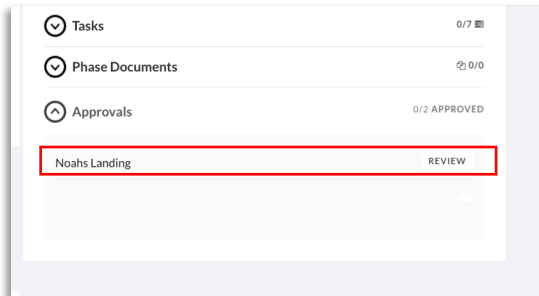 Tasks 0/7
Phase Documents 0/0
Approvals 0/2 APPROVED
Noahs Landing REVIEW